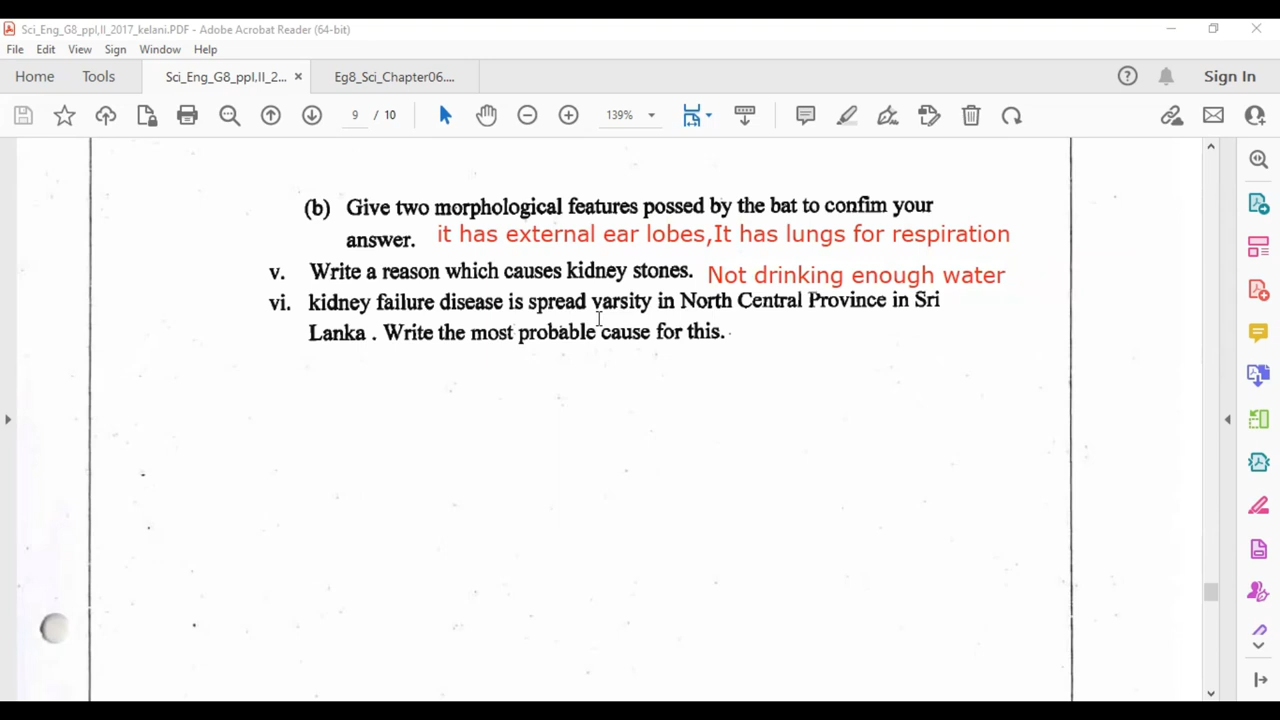 Sci_Eng_G8_ppl,II_2017_kelani.PDF - Adobe Acrobat Reader (64-bit)
File Edit View Sign Window Help
Home Tools Sci_Eng_G8_ppl,II_2... × Eg8_Sci_Chapter06.... Sign In
9 / 10 139%
(b) Give two morphological features possed by the bat to confim your
answer. it has external ear lobes,It has lungs for respiration
v. Write a reason which causes kidney stones. Not drinking enough water
vi. kidney failure disease is spread varsity in North Central Province in Sri
Lanka . Write the most probable cause for this.